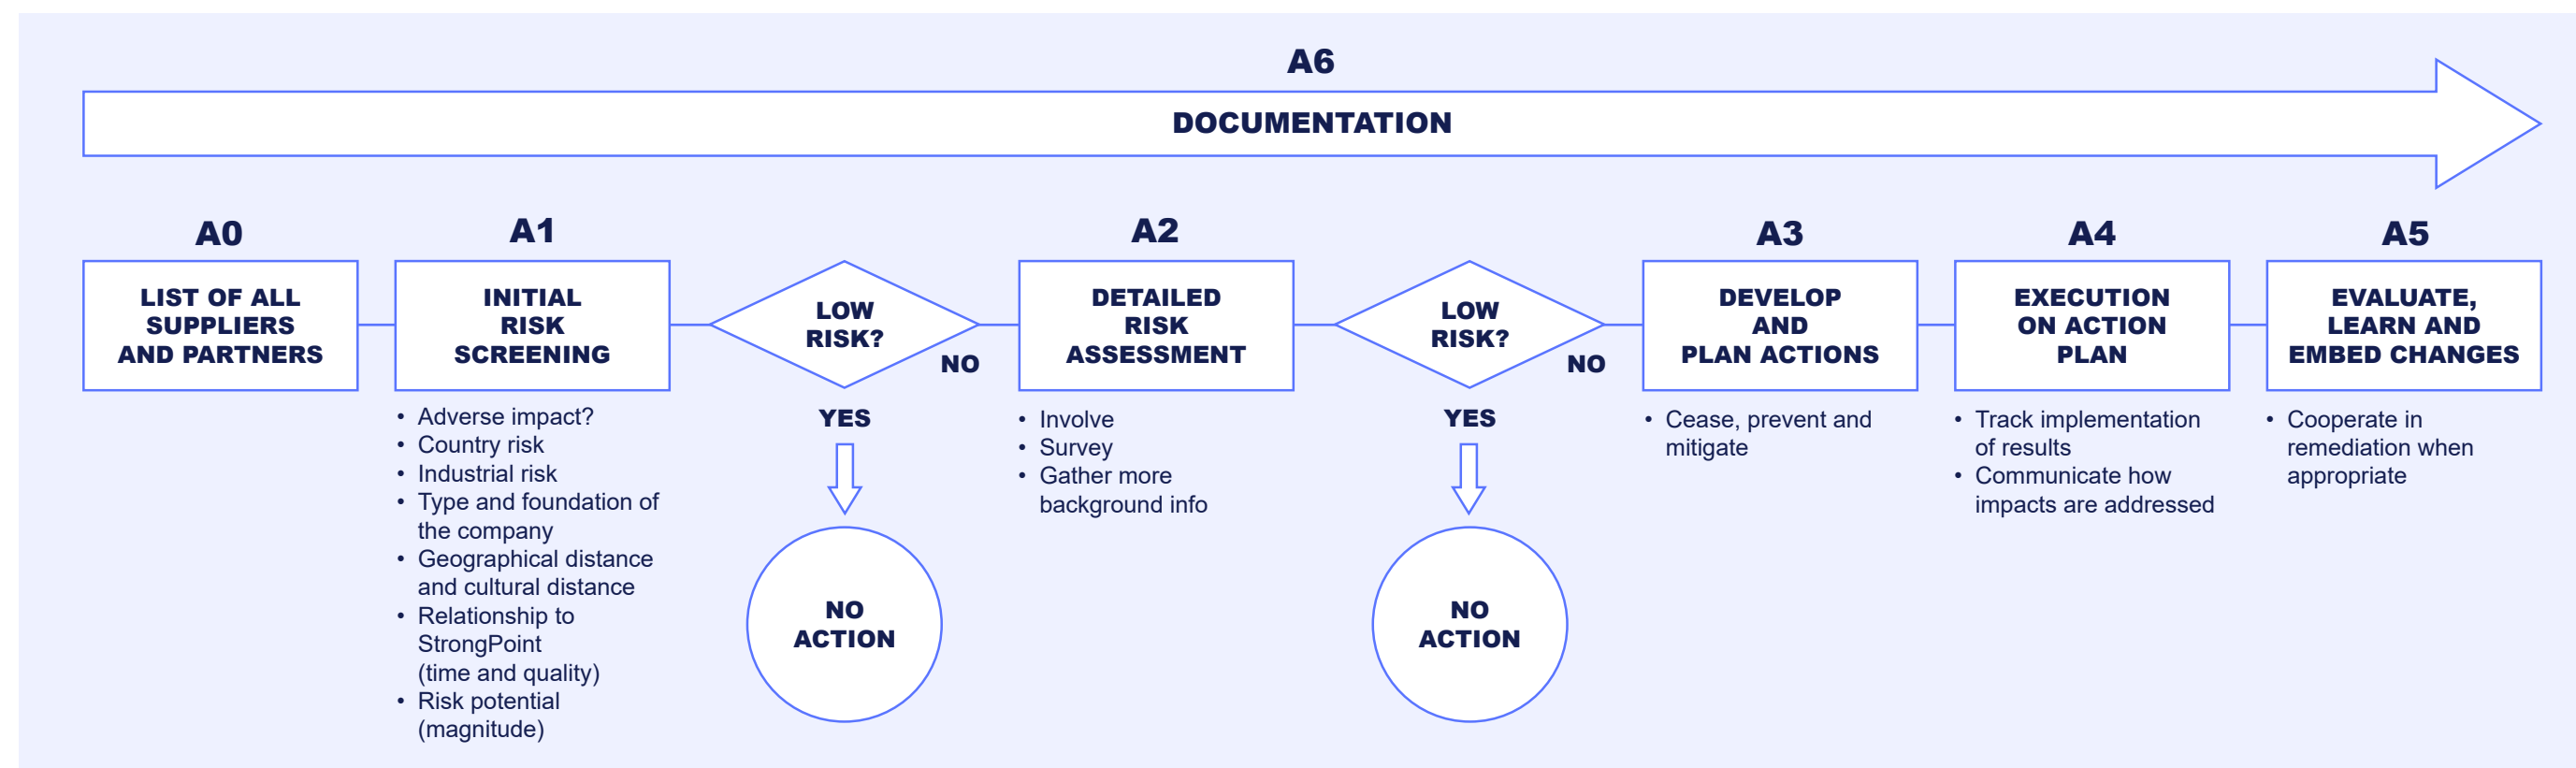 A6
DOCUMENTATION
A0
LIST OF ALL
SUPPLIERS
AND PARTNERS
A1
INITIAL
RISK
SCREENING
• Adverse impact?
• Country risk
• Industrial risk
• Type and foundation of
the company
• Geographical distance
and cultural distance
• Relationship to
StrongPoint
(time and quality)
• Risk potential
(magnitude)
LOW
RISK?
NO
YES
NO
ACTION
A2
DETAILED
RISK
ASSESSMENT
• Involve
• Survey
• Gather more
background info
LOW
RISK?
NO
YES
NO
ACTION
A3
DEVELOP
AND
PLAN ACTIONS
• Cease, prevent and
mitigate
A4
EXECUTION
ON ACTION
PLAN
• Track implementation
of results
• Communicate how
impacts are addressed
A5
EVALUATE,
LEARN AND
EMBED CHANGES
• Cooperate in
remediation when
appropriate